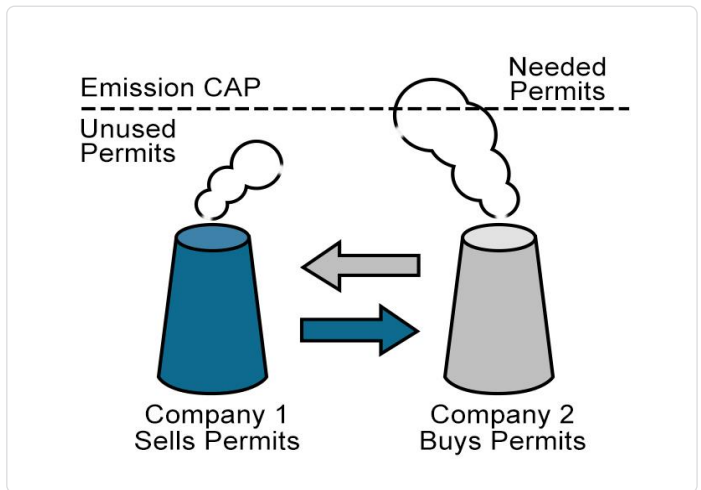 Emission CAP
Needed
Permits
Unused
Permits
Company 1
Sells Permits
Company 2
Buys Permits